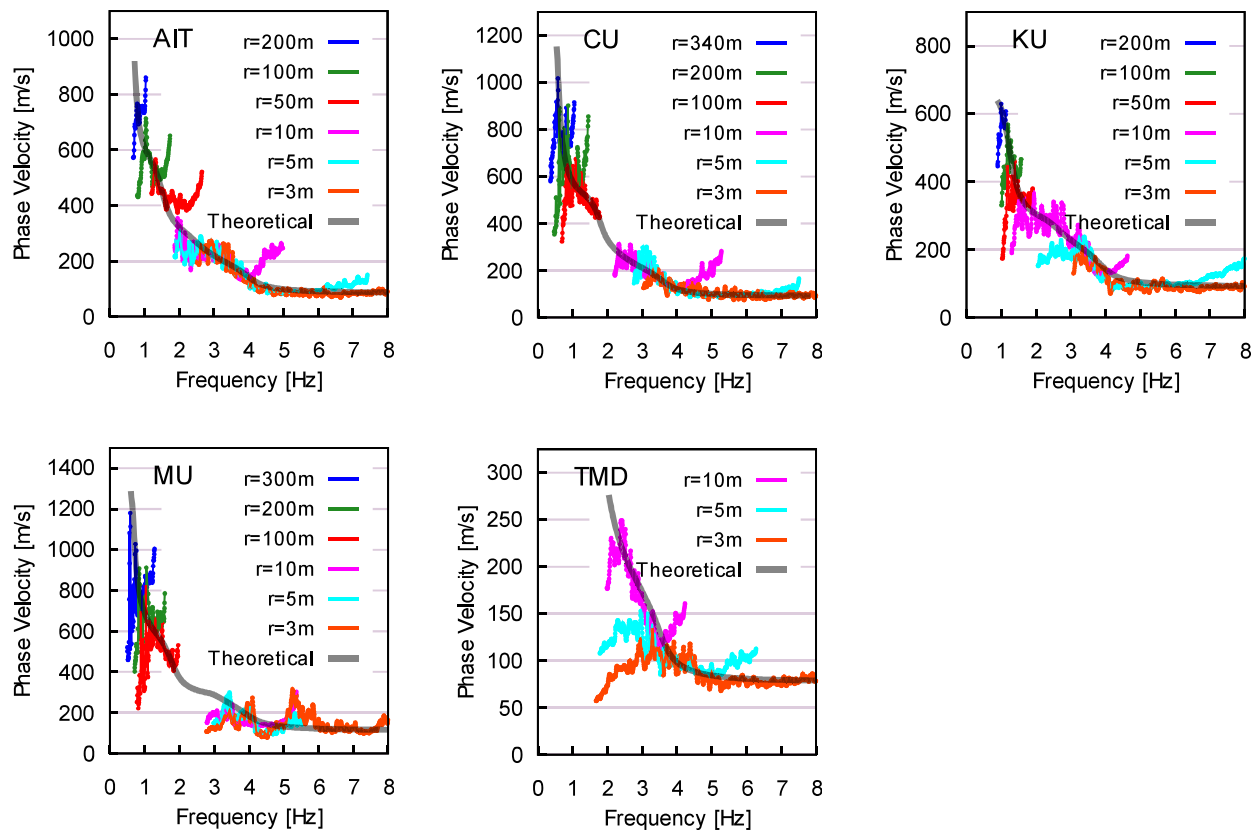 AIT
Phase Velocity [m/s]
1000
800
600
400
200
0
r=200m
r=100m
r=50m
r=10m
r=5m
r=3m
Theoretical
0 1 2 3 4 5 6 7 8
Frequency [Hz]
CU
Phase Velocity [m/s]
1200
1000
800
600
400
200
0
r=340m
r=200m
r=100m
r=10m
r=5m
r=3m
Theoretical
0 1 2 3 4 5 6 7 8
Frequency [Hz]
KU
Phase Velocity [m/s]
800
600
400
200
0
r=200m
r=100m
r=50m
r=10m
r=5m
r=3m
Theoretical
0 1 2 3 4 5 6 7 8
Frequency [Hz]
MU
Phase Velocity [m/s]
1400
1200
1000
800
600
400
200
0
r=300m
r=200m
r=100m
r=10m
r=5m
r=3m
Theoretical
0 1 2 3 4 5 6 7 8
Frequency [Hz]
TMD
Phase Velocity [m/s]
300
250
200
150
100
50
0
r=10m
r=5m
r=3m
Theoretical
0 1 2 3 4 5 6 7 8
Frequency [Hz]